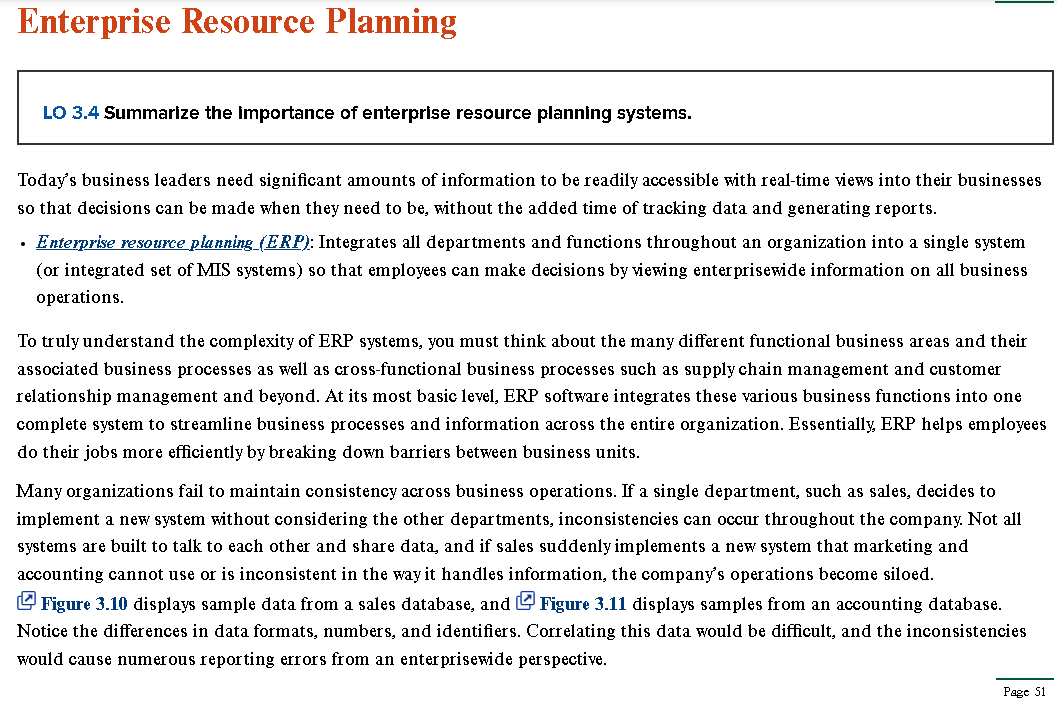 Enterprise Resource Planning
LO 3.4 Summarize the importance of enterprise resource planning systems.
Today's business leaders need significant amounts of information to be readily accessible with real-time views into their businesses
so that decisions can be made when they need to be, without the added time of tracking data and generating reports.
• Enterprise resource planning (ERP): Integrates all departments and functions throughout an organization into a single system
(or integrated set of MIS systems) so that employees can make decisions by viewing enterprisewide information on all business
operations.
To truly understand the complexity of ERP systems, you must think about the many different functional business areas and their
associated business processes as well as cross-functional business processes such as supply chain management and customer
relationship management and beyond. At its most basic level, ERP software integrates these various business functions into one
complete system to streamline business processes and information across the entire organization. Essentially, ERP helps employees
do their jobs more efficiently by breaking down barriers between business units.
Many organizations fail to maintain consistency across business operations. If a single department, such as sales, decides to
implement a new system without considering the other departments, inconsistencies can occur throughout the company. Not all
systems are built to talk to each other and share data, and if sales suddenly implements a new system that marketing and
accounting cannot use or is inconsistent in the way it handles information, the company's operations become siloed.
Figure 3.10 displays sample data from a sales database, and Figure 3.11 displays samples from an accounting database.
Notice the differences in data formats, numbers, and identifiers. Correlating this data would be difficult, and the inconsistencies
would cause numerous reporting errors from an enterprisewide perspective.
Page 51